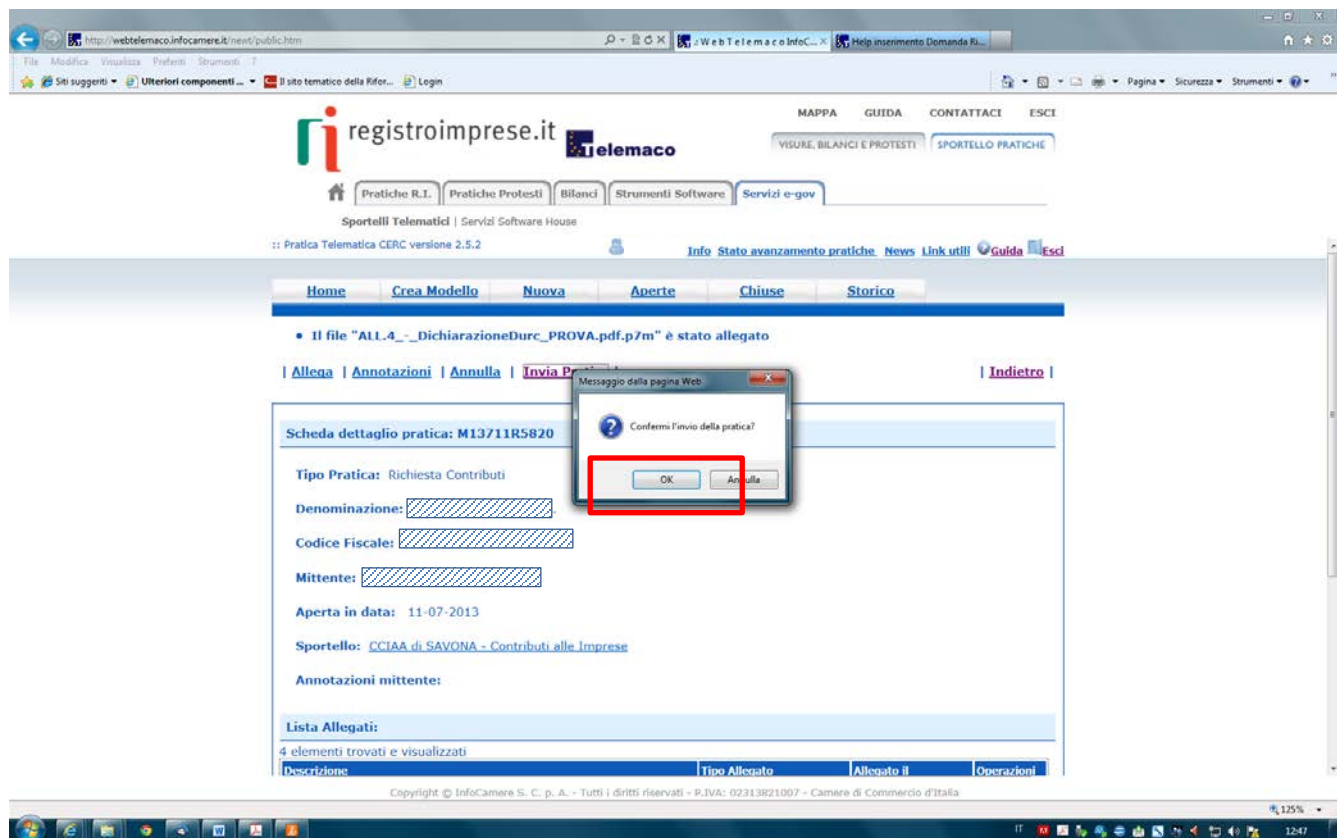 http://webtelemaco.infocamere.it/newt/public.htm
WebTelemacoInfoC...
Help inserimento Domanda Ri...
File Modifica Visualizza Preferiti Strumenti ?
Siti suggeriti Ulteriori componenti ... Il sito tematico della Rifor... Login
Pagina Sicurezza Strumenti
registroimprese.it
Telemaco
MAPPA GUIDA CONTATTACI ESCI
VISURE, BILANCI E PROTESTI SPORTELLO PRATICHE
Pratiche R.I. Pratiche Protesti Bilanci Strumenti Software Servizi e-gov
Sportelli Telematici | Servizi Software House
:: Pratica Telematica CERC versione 2.5.2
Info Stato avanzamento pratiche News Link utili Guida Esci
Home Crea Modello Nuova Aperte Chiuse Storico
• Il file "ALL.4_-_DichiarazioneDurc_PROVA.pdf.p7m" è stato allegato
| Allega | Annotazioni | Annulla | Invia
| Indietro |
Messaggio dalla pagina Web
Confermi l'invio della pratica?
OK Annulla
Scheda dettaglio pratica: M13711R5820
Tipo Pratica: Richiesta Contributi
Denominazione:
Codice Fiscale:
Mittente:
Aperta in data: 11-07-2013
Sportello: CCIAA di SAVONA - Contributi alle Imprese
Annotazioni mittente:
Lista Allegati:
4 elementi trovati e visualizzati
Descrizione Tipo Allegato Allegato il Operazioni
Copyright © InfoCamere S. C. p. A. - Tutti i diritti riservati - P.IVA: 02313821007 - Camere di Commercio d'Italia
125%
IT 12:47